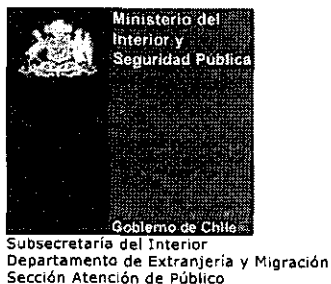 Ministerio del
Interior y
Seguridad Pública
Gobierno de Chile
Subsecretaría del Interior
Departamento de Extranjería y Migración
Sección Atención de Público